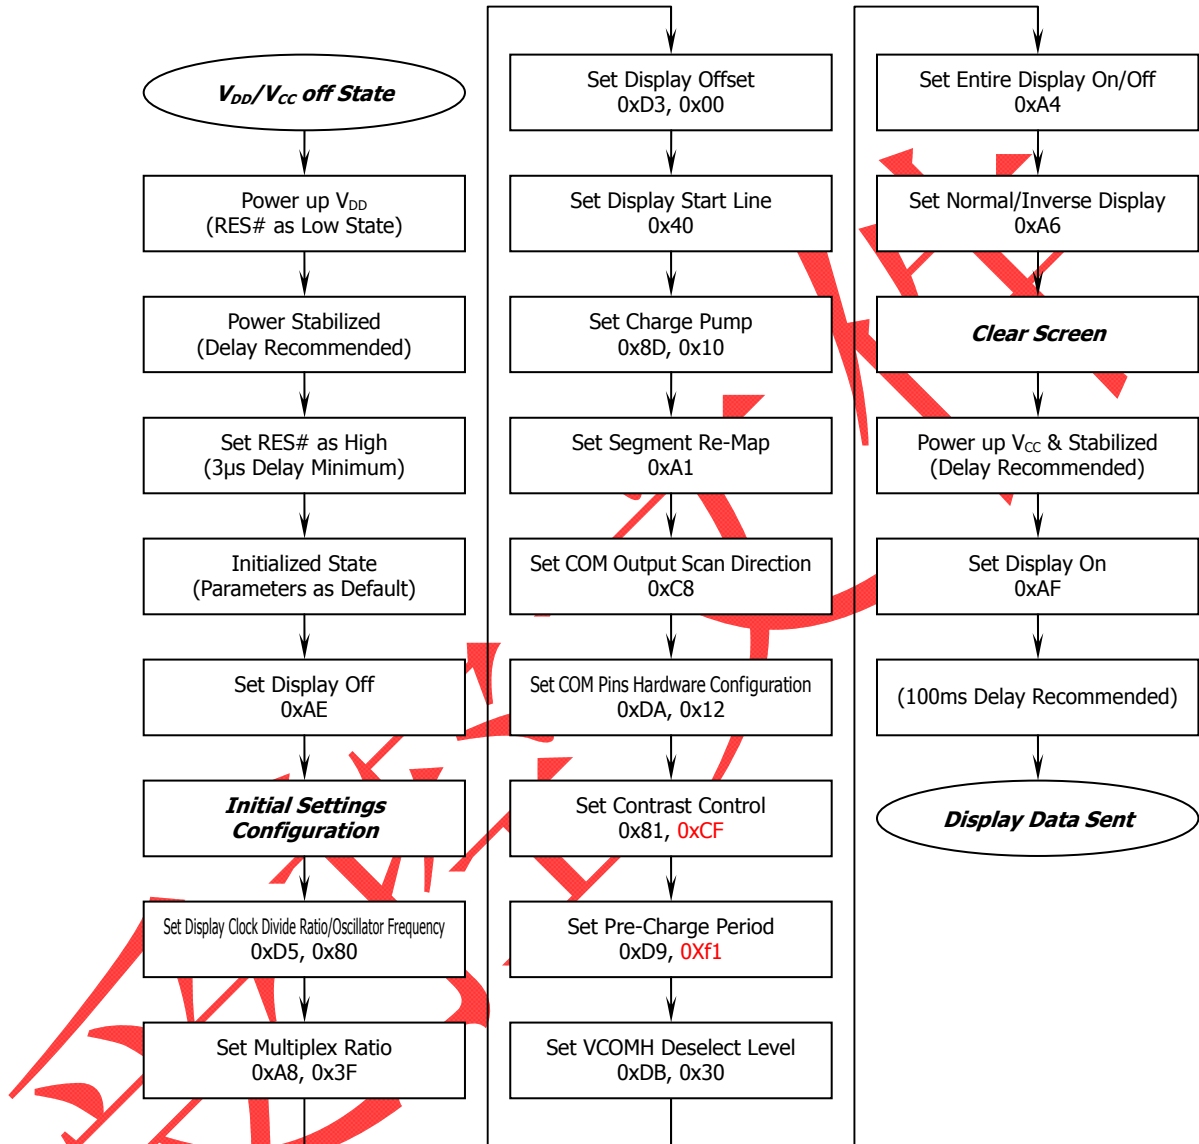 V_DD/V_CC off State
Power up V_DD
(RES# as Low State)
Power Stabilized
(Delay Recommended)
Set RES# as High
(3µs Delay Minimum)
Initialized State
(Parameters as Default)
Set Display Off
0xAE
Initial Settings
Configuration
Set Display Clock Divide Ratio/Oscillator Frequency
0xD5, 0x80
Set Multiplex Ratio
0xA8, 0x3F
Set Display Offset
0xD3, 0x00
Set Display Start Line
0x40
Set Charge Pump
0x8D, 0x10
Set Segment Re-Map
0xA1
Set COM Output Scan Direction
0xC8
Set COM Pins Hardware Configuration
0xDA, 0x12
Set Contrast Control
0x81, 0xCF
Set Pre-Charge Period
0xD9, 0Xf1
Set VCOMH Deselect Level
0xDB, 0x30
Set Entire Display On/Off
0xA4
Set Normal/Inverse Display
0xA6
Clear Screen
Power up V_CC & Stabilized
(Delay Recommended)
Set Display On
0xAF
(100ms Delay Recommended)
Display Data Sent